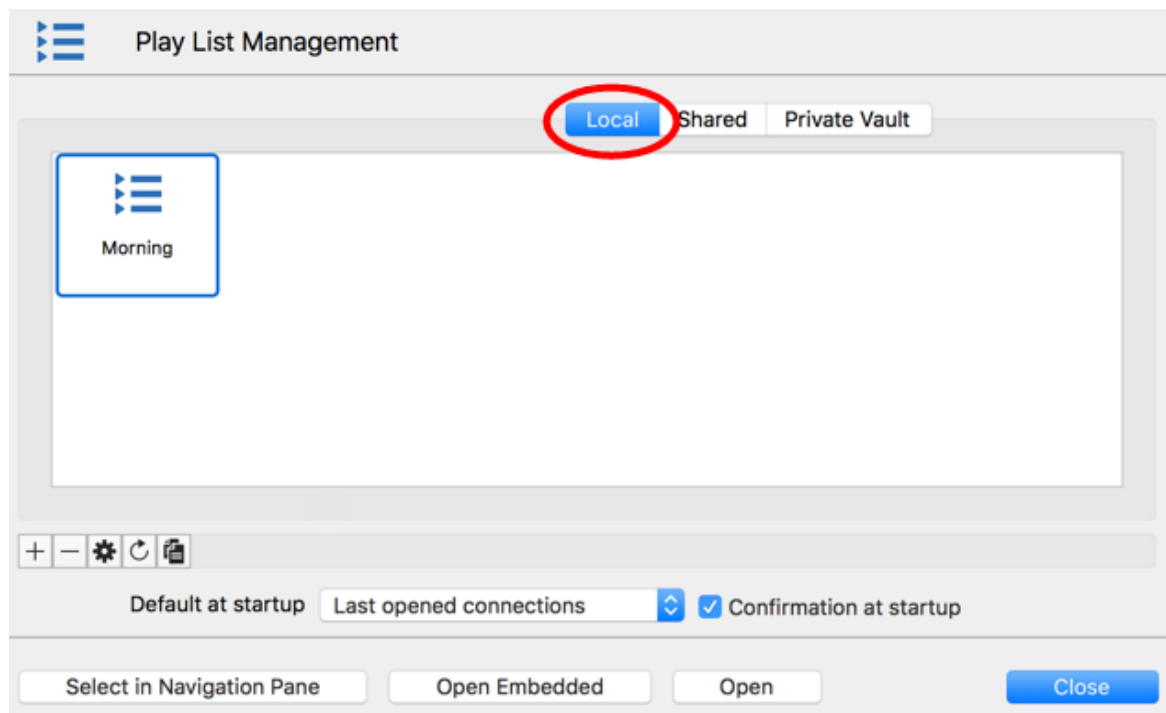 Play List Management
Local Shared Private Vault
Morning
Default at startup Last opened connections Confirmation at startup
Select in Navigation Pane Open Embedded Open Close